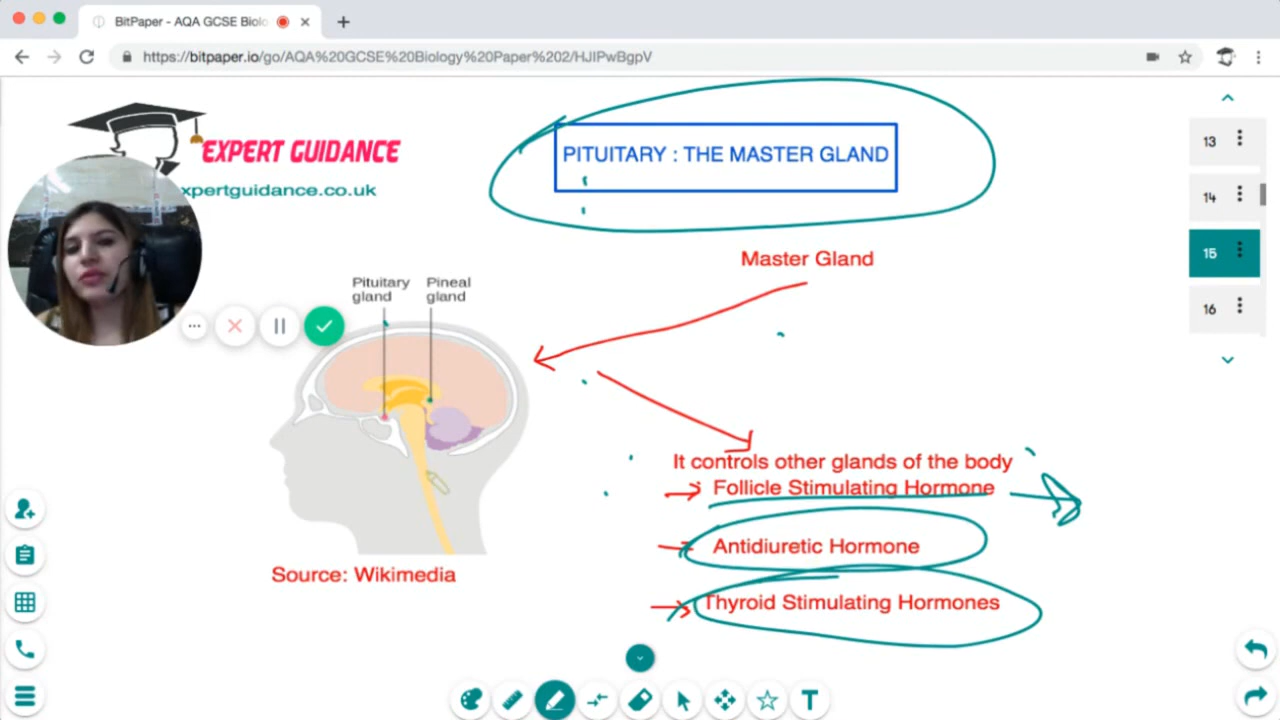 BitPaper - AQA GCSE Biolo
https://bitpaper.io/go/AQA%20GCSE%20Biology%20Paper%202/HJIPwBgpV
EXPERT GUIDANCE
xpertguidance.co.uk
PITUITARY : THE MASTER GLAND
13
14
15
16
Master Gland
Pituitary gland
Pineal gland
It controls other glands of the body
Follicle Stimulating Hormone
Antidiuretic Hormone
Thyroid Stimulating Hormones
Source: Wikimedia
T